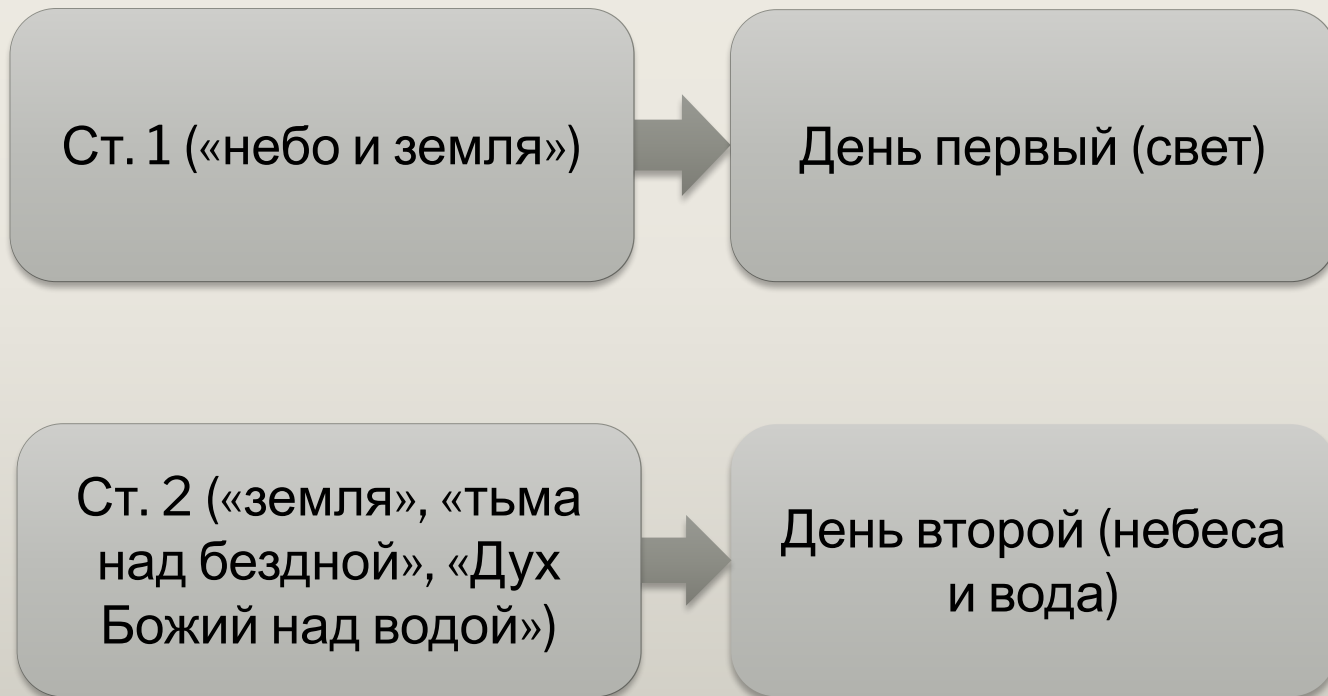 Ст. 1 («небо и земля»)
День первый (свет)
Ст. 2 («земля», «тьма
над бездной», «Дух
Божий над водой»)
День второй (небеса
и вода)